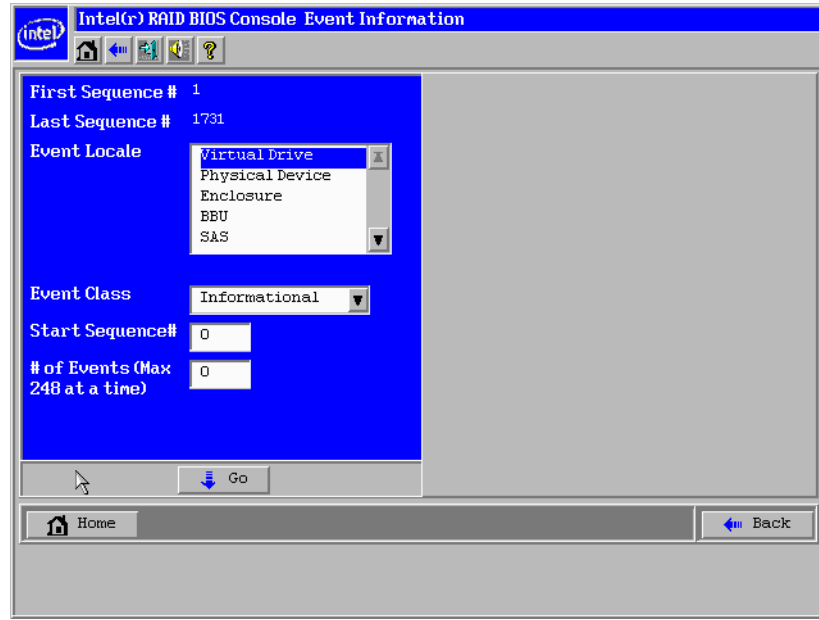 intel
Intel(r) RAID BIOS Console Event Information
?
First Sequence # 1
Last Sequence # 1731
Event Locale
Virtual Drive
Physical Device
Enclosure
BBU
SAS
Event Class Informational
Start Sequence# 0
# of Events (Max
248 at a time) 0
Go
Home
Back